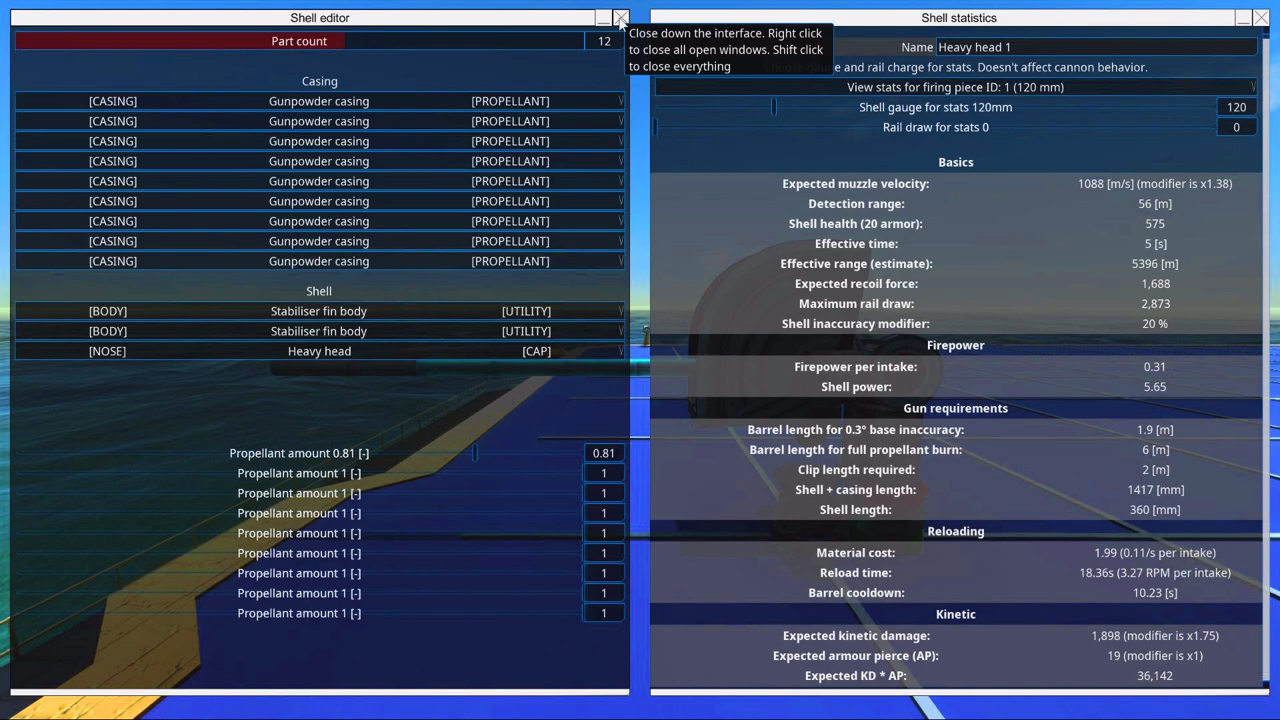 Shell editor
Part count 12
Casing
[CASING] Gunpowder casing [PROPELLANT]
[CASING] Gunpowder casing [PROPELLANT]
[CASING] Gunpowder casing [PROPELLANT]
[CASING] Gunpowder casing [PROPELLANT]
[CASING] Gunpowder casing [PROPELLANT]
[CASING] Gunpowder casing [PROPELLANT]
[CASING] Gunpowder casing [PROPELLANT]
[CASING] Gunpowder casing [PROPELLANT]
[CASING] Gunpowder casing [PROPELLANT]
Shell
[BODY] Stabiliser fin body [UTILITY]
[BODY] Stabiliser fin body [UTILITY]
[NOSE] Heavy head [CAP]
Propellant amount 0.81 [-] 0.81
Propellant amount 1 [-] 1
Propellant amount 1 [-] 1
Propellant amount 1 [-] 1
Propellant amount 1 [-] 1
Propellant amount 1 [-] 1
Propellant amount 1 [-] 1
Propellant amount 1 [-] 1
Propellant amount 1 [-] 1
Close down the interface. Right click
to close all open windows. Shift click
to close everything
Shell statistics
Name Heavy head 1
and rail charge for stats. Doesn't affect cannon behavior.
View stats for firing piece ID: 1 (120 mm)
Shell gauge for stats 120mm 120
Rail draw for stats 0 0
Basics
Expected muzzle velocity: 1088 [m/s] (modifier is x1.38)
Detection range: 56 [m]
Shell health (20 armor): 575
Effective time: 5 [s]
Effective range (estimate): 5396 [m]
Expected recoil force: 1,688
Maximum rail draw: 2,873
Shell inaccuracy modifier: 20 %
Firepower
Firepower per intake: 0.31
Shell power: 5.65
Gun requirements
Barrel length for 0.3° base inaccuracy: 1.9 [m]
Barrel length for full propellant burn: 6 [m]
Clip length required: 2 [m]
Shell + casing length: 1417 [mm]
Shell length: 360 [mm]
Reloading
Material cost: 1.99 (0.11/s per intake)
Reload time: 18.36s (3.27 RPM per intake)
Barrel cooldown: 10.23 [s]
Kinetic
Expected kinetic damage: 1,898 (modifier is x1.75)
Expected armour pierce (AP): 19 (modifier is x1)
Expected KD * AP: 36,142